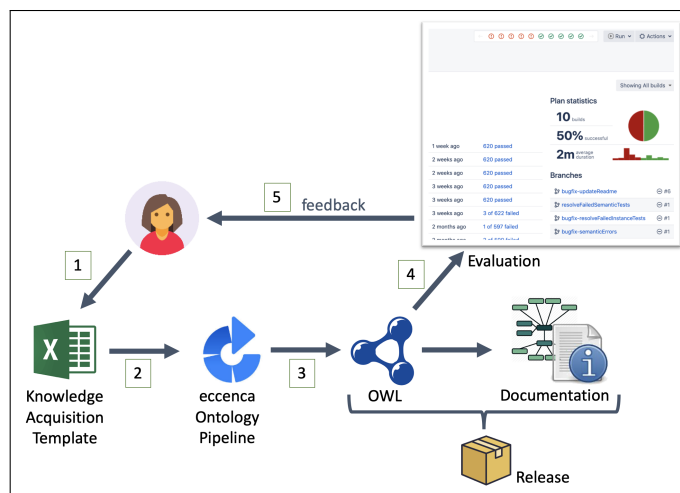 Run
Actions
Showing All builds
Plan statistics
10 builds
50% successful
2m average
duration
1 week ago 620 passed
2 weeks ago 620 passed
2 weeks ago 620 passed
3 weeks ago 620 passed
3 weeks ago 620 passed
3 weeks ago 3 of 622 failed
2 months ago 1 of 597 failed
Branches
bugfix-updateReadme #6
resolveFailedSemanticTests #1
bugfix-resolveFailedInstanceTests #1
bugfix-semanticErrors #1
5
feedback
1
4
Evaluation
X
2
3
Knowledge
Acquisition
Template
eccenca
Ontology
Pipeline
OWL
Documentation
i
Release